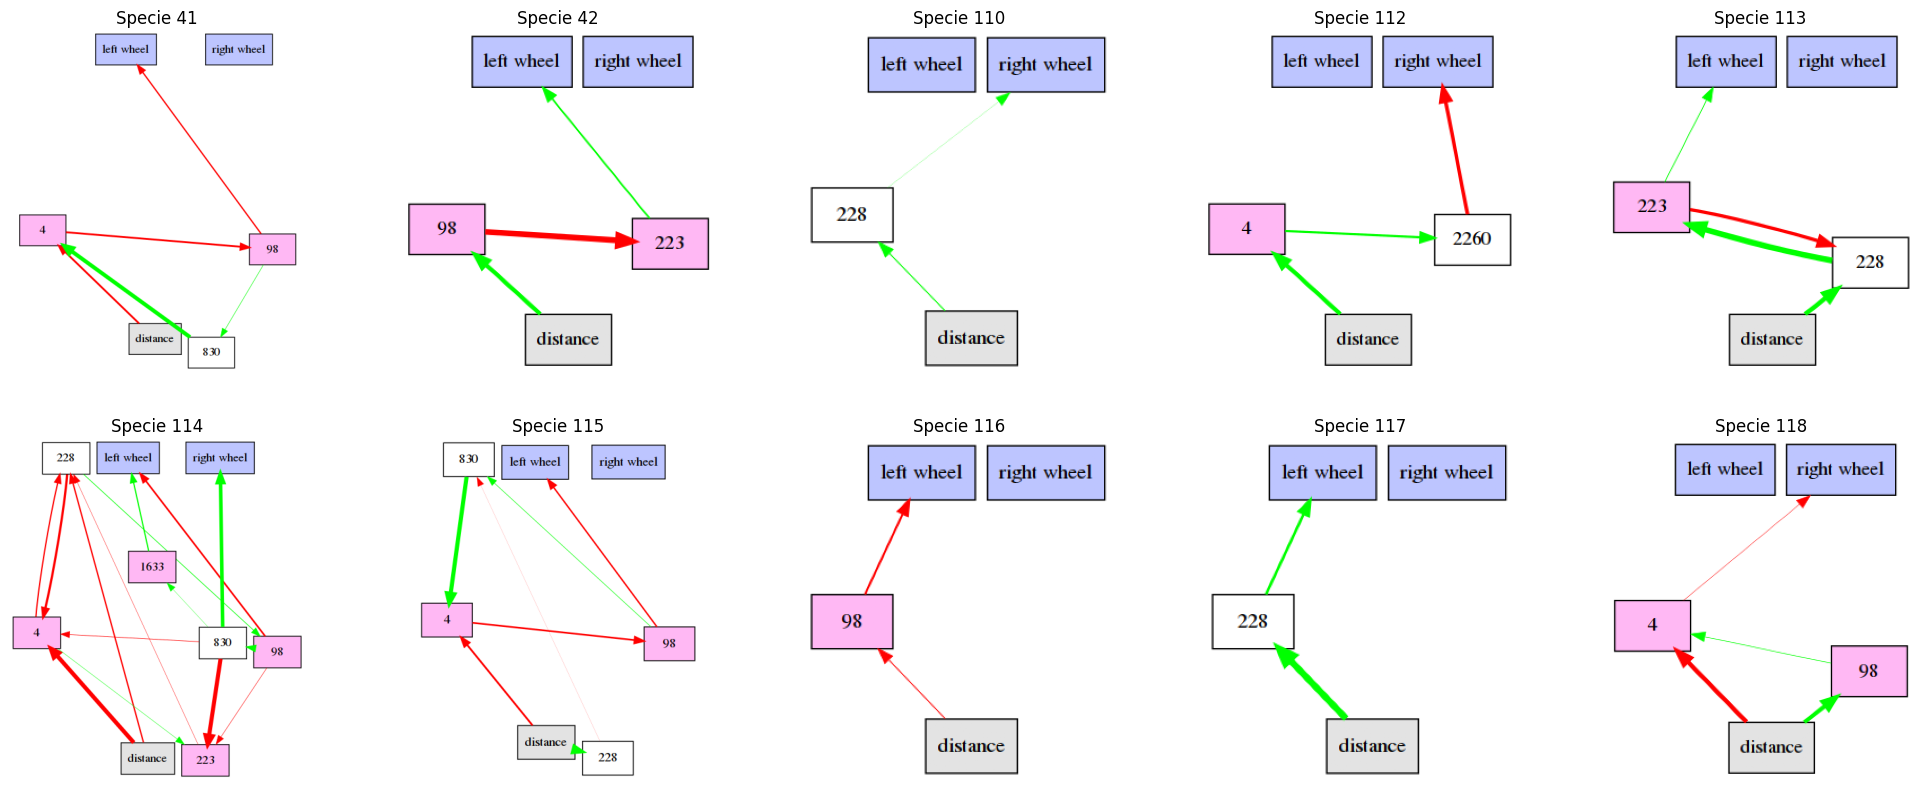 Specie 41
left wheel
right wheel
4
98
distance
830
Specie 42
left wheel
right wheel
98
223
distance
Specie 110
left wheel
right wheel
228
distance
Specie 112
left wheel
right wheel
4
2260
distance
Specie 113
left wheel
right wheel
223
228
distance
Specie 114
228
left wheel
right wheel
1633
4
830
98
distance
223
Specie 115
830
left wheel
right wheel
4
98
distance
228
Specie 116
left wheel
right wheel
98
distance
Specie 117
left wheel
right wheel
228
distance
Specie 118
left wheel
right wheel
4
98
distance